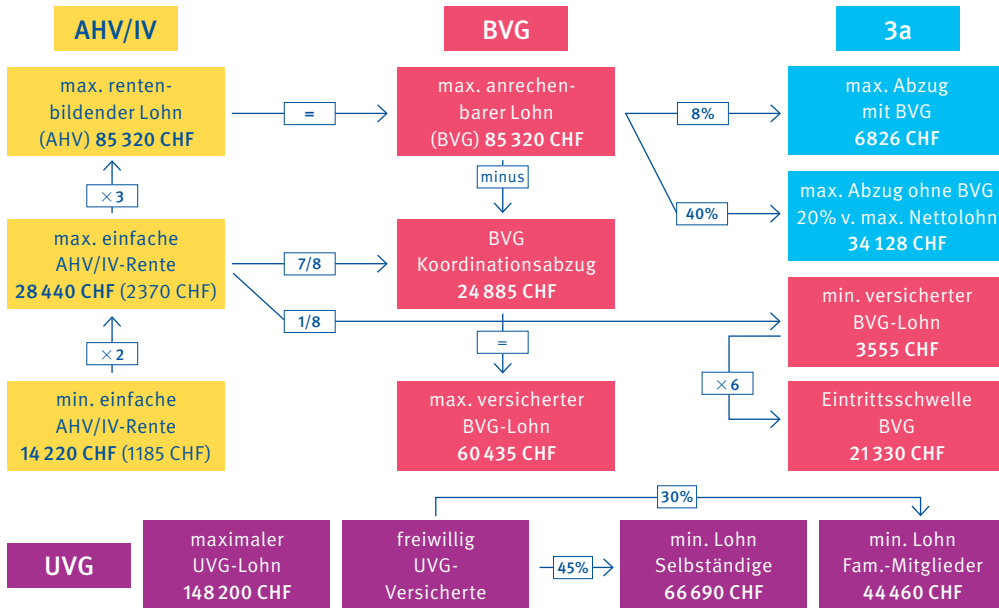 AHV/IV
BVG
3a
max. renten-
bildender Lohn
(AHV) 85 320 CHF
=
max. anrechen-
barer Lohn
(BVG) 85 320 CHF
8%
max. Abzug
mit BVG
6826 CHF
× 3
minus
40%
max. Abzug ohne BVG
20% v. max. Nettolohn
34 128 CHF
max. einfache
AHV/IV-Rente
28 440 CHF (2370 CHF)
7/8
BVG
Koordinationsabzug
24 885 CHF
1/8
min. versicherter
BVG-Lohn
3555 CHF
× 2
=
× 6
min. einfache
AHV/IV-Rente
14 220 CHF (1185 CHF)
max. versicherter
BVG-Lohn
60 435 CHF
Eintrittsschwelle
BVG
21 330 CHF
30%
UVG
maximaler
UVG-Lohn
148 200 CHF
freiwillig
UVG-
Versicherte
45%
min. Lohn
Selbständige
66 690 CHF
min. Lohn
Fam.-Mitglieder
44 460 CHF